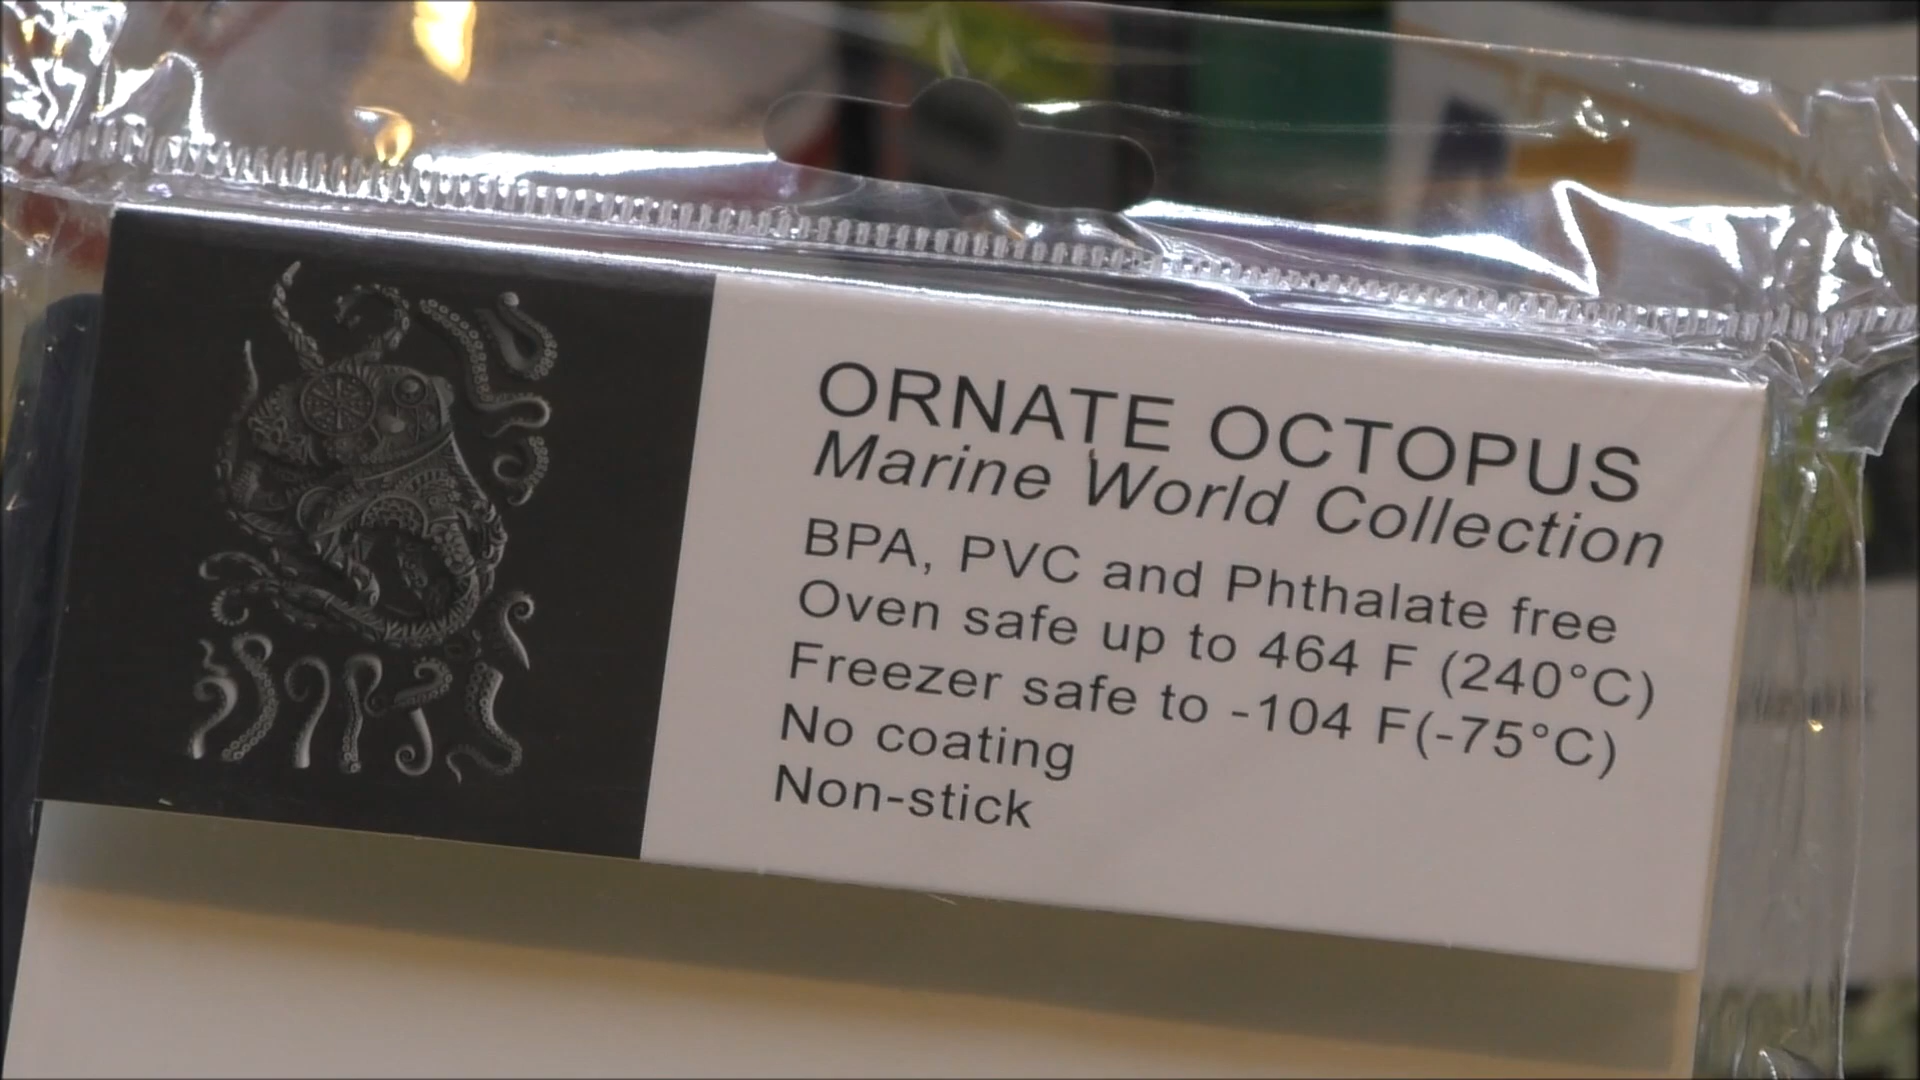 ORNATE OCTOPUS
Marine World Collection
BPA, PVC and Phthalate free
Oven safe up to 464 F (240°C)
Freezer safe to -104 F(-75°C)
No coating
Non-stick